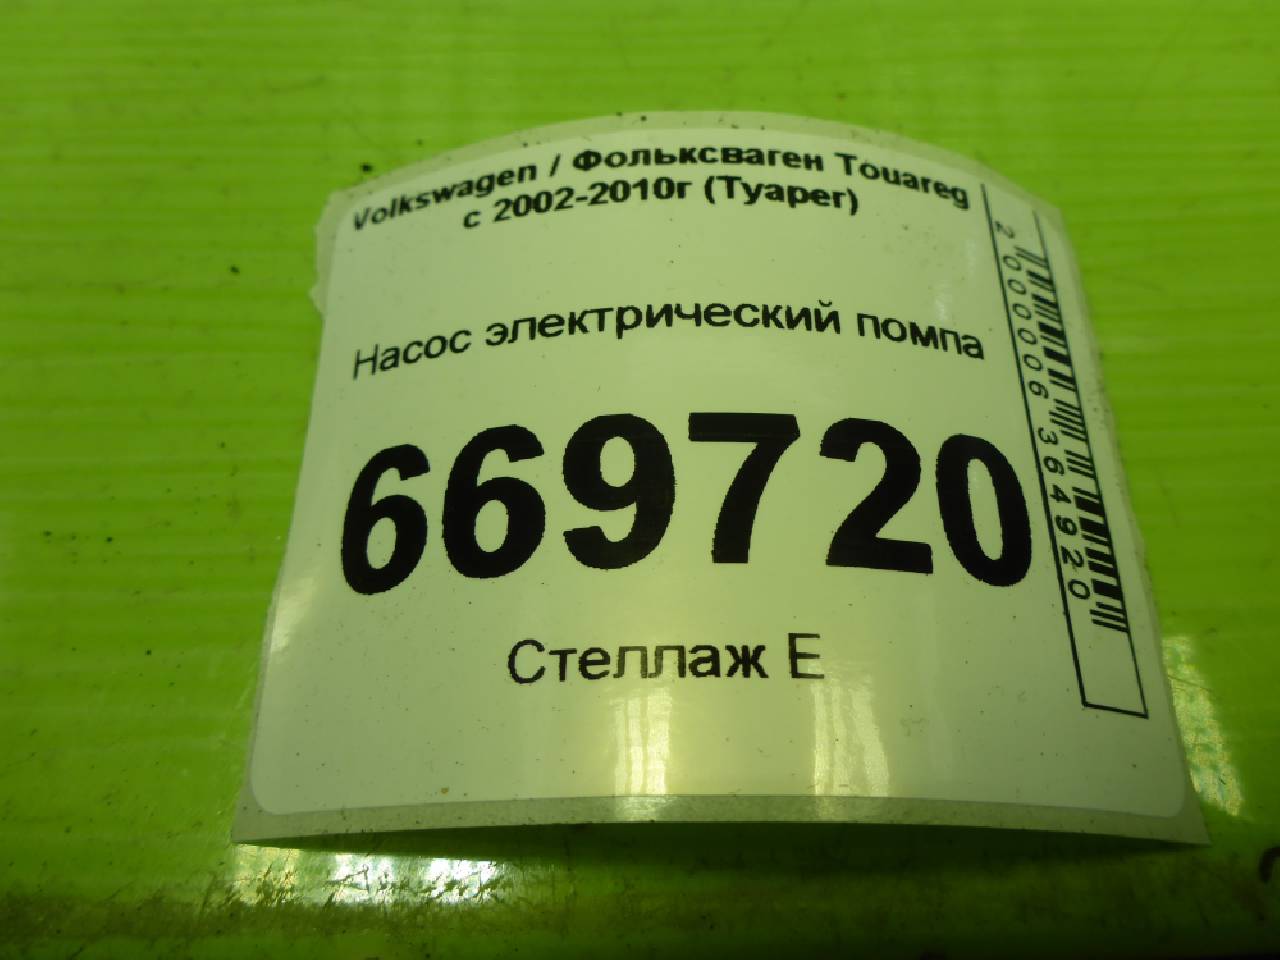 Volkswagen / Фольксваген Touareg
с 2002-2010г (Туарег)
Насос электрический помпа
669720
Стеллаж Е
2000006364920